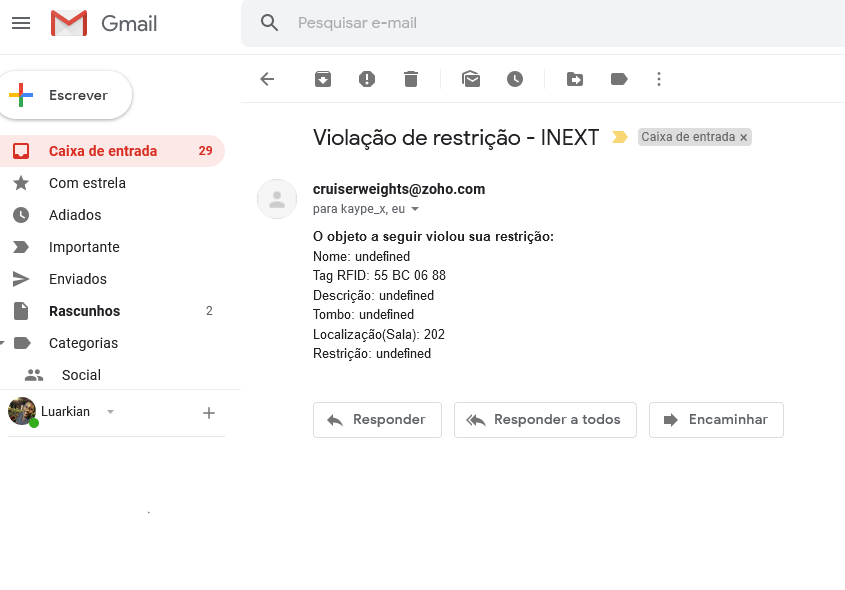 Gmail
Pesquisar e-mail
Escrever
Caixa de entrada 29
Com estrela
Adiados
Importante
Enviados
Rascunhos 2
Categorias
Social
Luarkian
Violação de restrição - INEXT Caixa de entrada x
cruiserweights@zoho.com
para kaype_x, eu
O objeto a seguir violou sua restrição:
Nome: undefined
Tag RFID: 55 BC 06 88
Descrição: undefined
Tombo: undefined
Localização(Sala): 202
Restrição: undefined
Responder
Responder a todos
Encaminhar